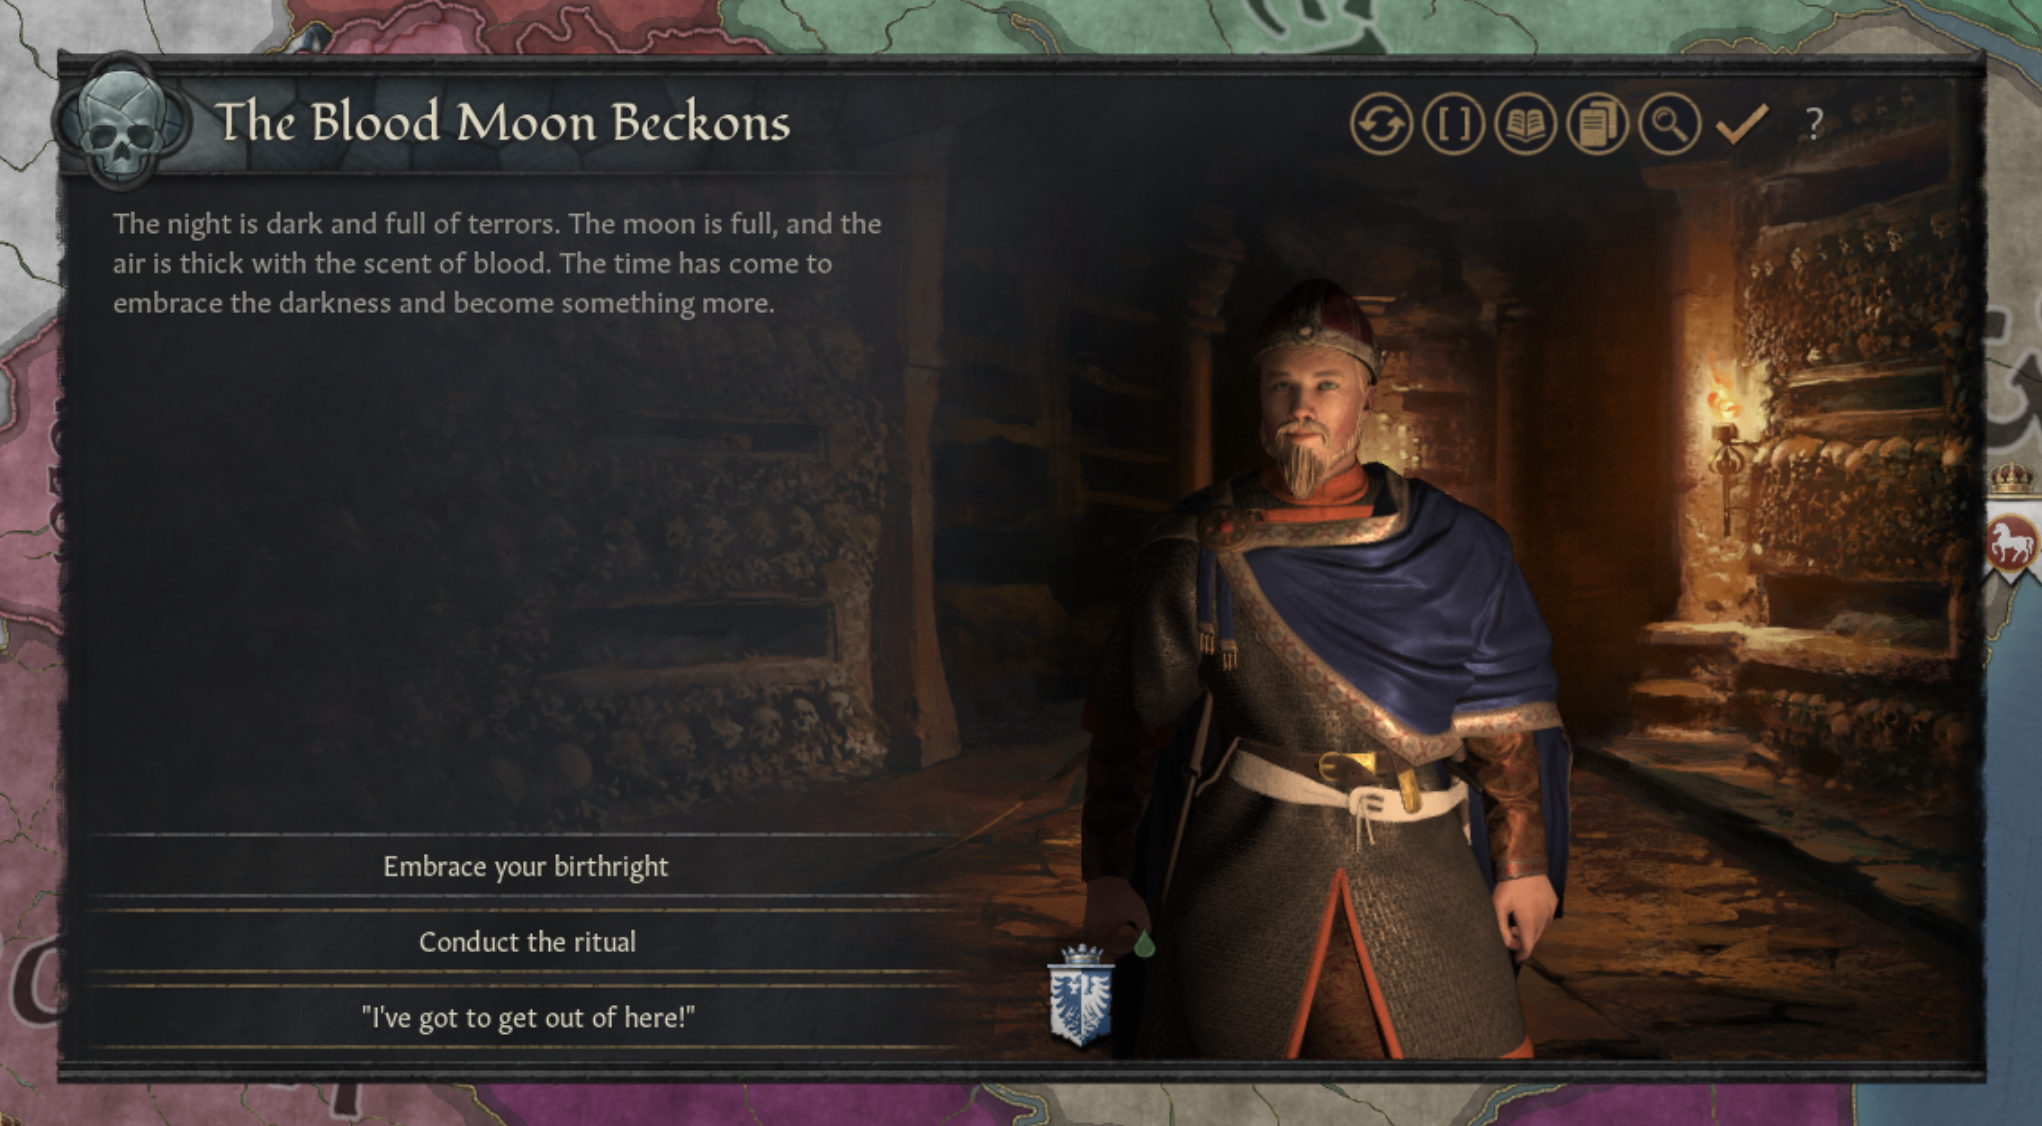 The Blood Moon Beckons
?
The night is dark and full of terrors. The moon is full, and the
air is thick with the scent of blood. The time has come to
embrace the darkness and become something more.
Embrace your birthright
Conduct the ritual
"I've got to get out of here!"